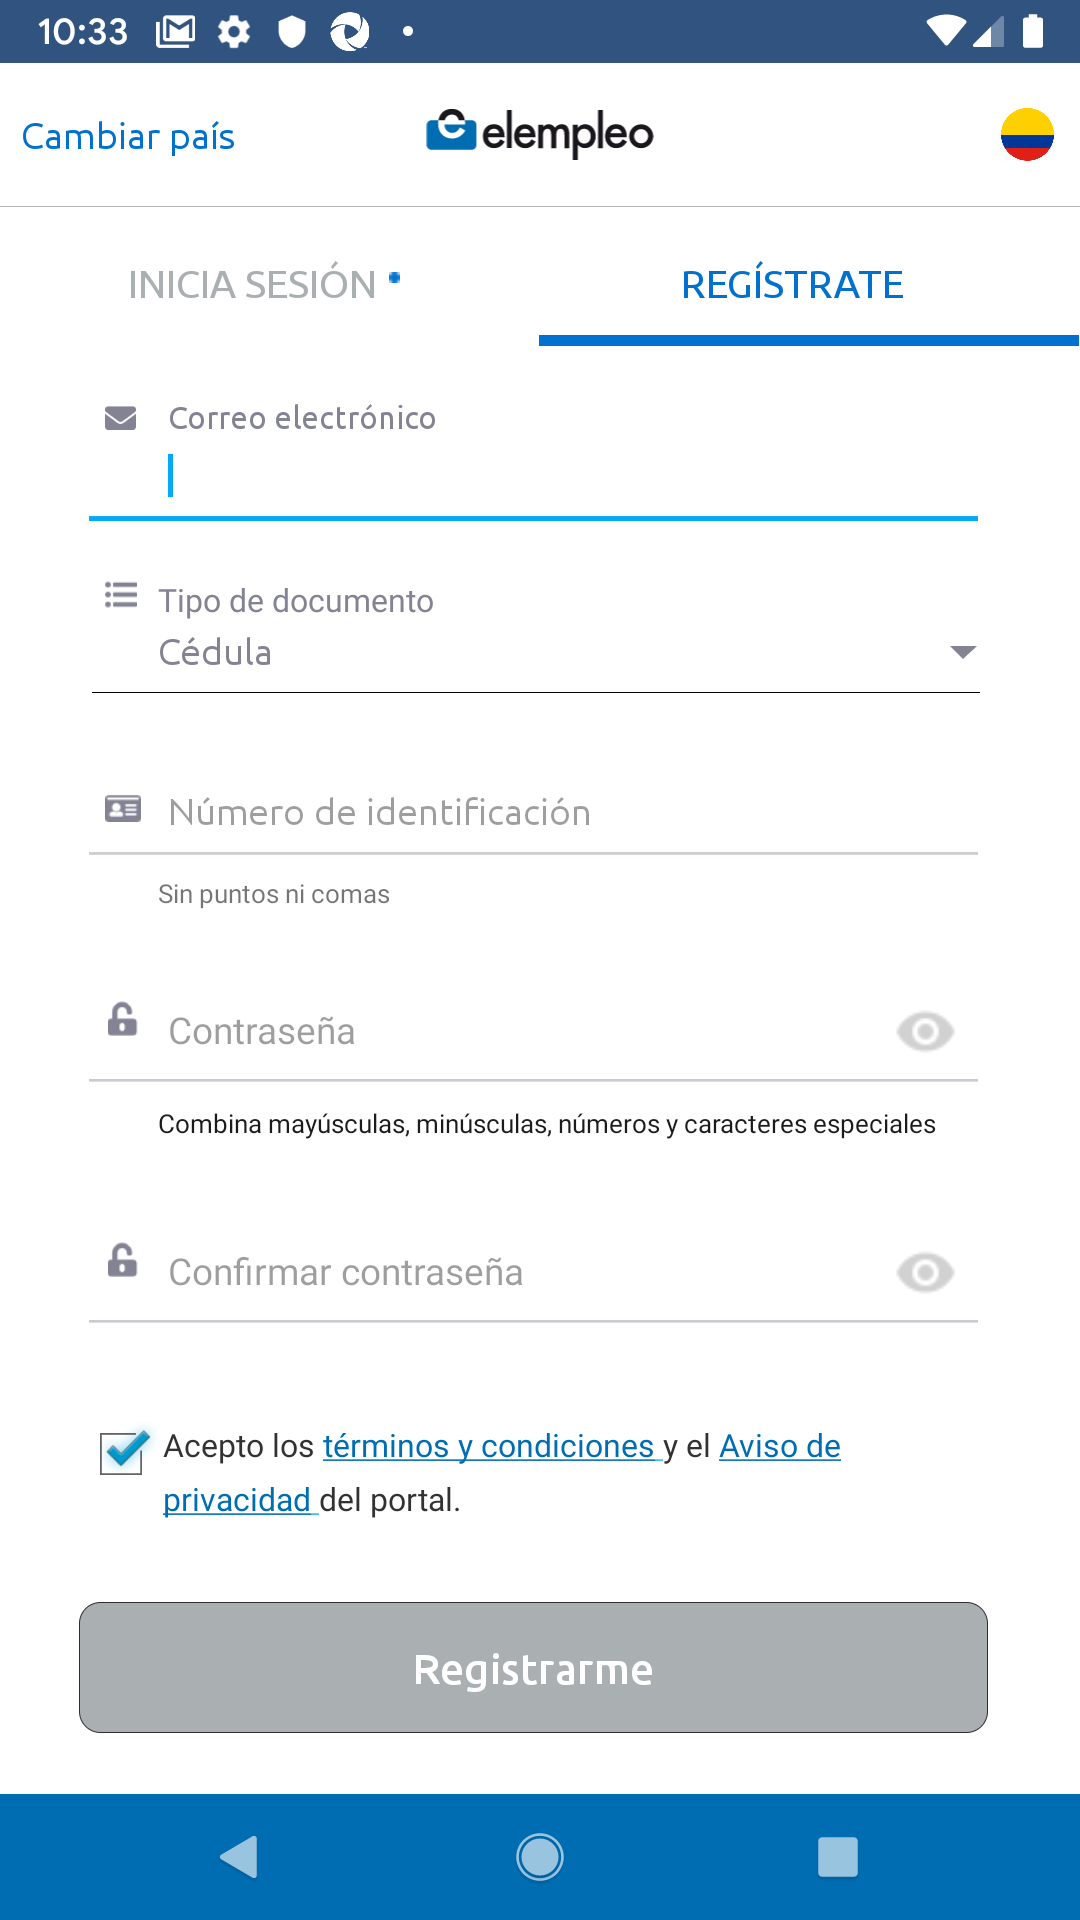 10:33
Cambiar país
elempleo
INICIA SESIÓN
REGÍSTRATE
Correo electrónico
Tipo de documento
Cédula
Número de identificación
Sin puntos ni comas
Contraseña
Combina mayúsculas, minúsculas, números y caracteres especiales
Confirmar contraseña
Acepto los términos y condiciones y el Aviso de
privacidad del portal.
Registrarme